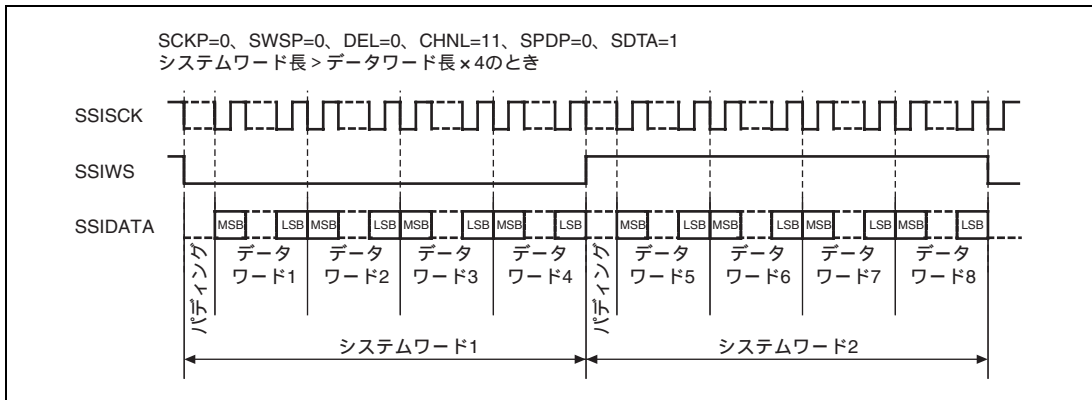 SCKP=0、SWSP=0、DEL=0、CHNL=11、SPDP=0、SDTA=1
システムワード長 > データワード長×4のとき
SSISCK
SSIWS
SSIDATA
MSB LSB MSB LSB MSB LSB MSB LSB MSB LSB MSB LSB MSB LSB MSB LSB
パディング
データ
ワード1
データ
ワード2
データ
ワード3
データ
ワード4
パディング
データ
ワード5
データ
ワード6
データ
ワード7
データ
ワード8
システムワード1
システムワード2